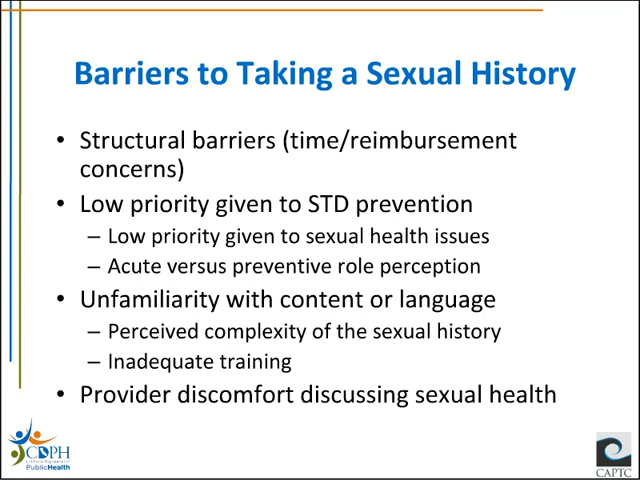 Barriers to Taking a Sexual History
• Structural barriers (time/reimbursement
concerns)
• Low priority given to STD prevention
– Low priority given to sexual health issues
– Acute versus preventive role perception
• Unfamiliarity with content or language
– Perceived complexity of the sexual history
– Inadequate training
• Provider discomfort discussing sexual health
CDPH
PublicHealth
CAPTC